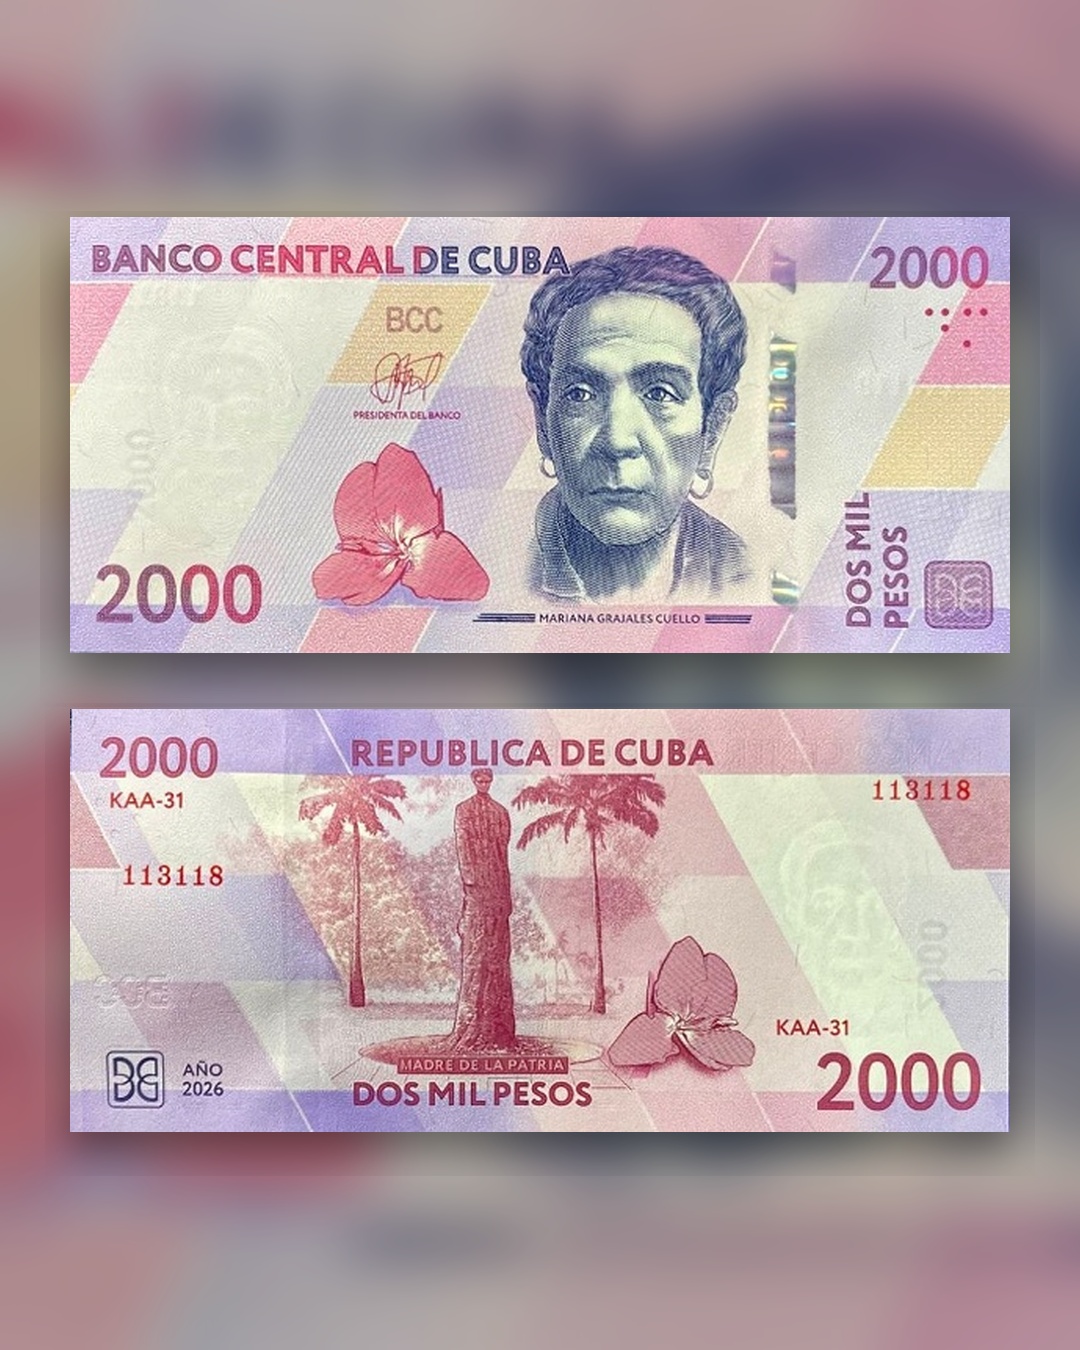 BANCO CENTRAL DE CUBA
2000
BCC
PRESIDENTA DEL BANCO
2000
MARIANA GRAJALES CUELLO
DOS MIL
PESOS
2000
REPUBLICA DE CUBA
KAA-31
113118
113118
2000
KAA-31
2000
AÑO
2026
MADRE DE LA PATRIA
DOS MIL PESOS